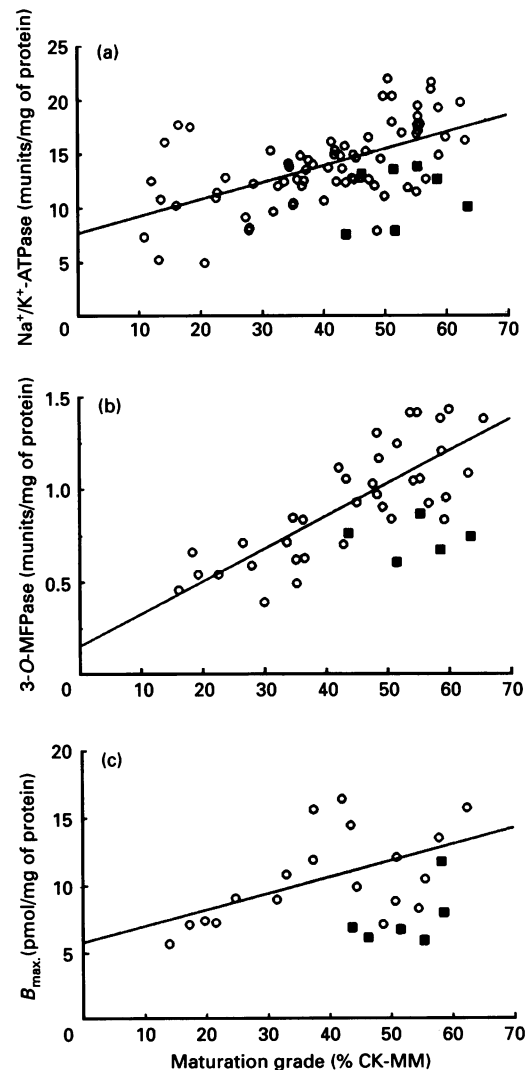 (a)
Na⁺/K⁺-ATPase (munits/mg of protein)
25
20
15
10
5
0
10 20 30 40 50 60 70
(b)
3-O-MFPase (munits/mg of protein)
1.5
1.0
0.5
0
10 20 30 40 50 60 70
(c)
Bmax.(pmol/mg of protein)
20
15
10
5
0
10 20 30 40 50 60 70
Maturation grade (% CK-MM)